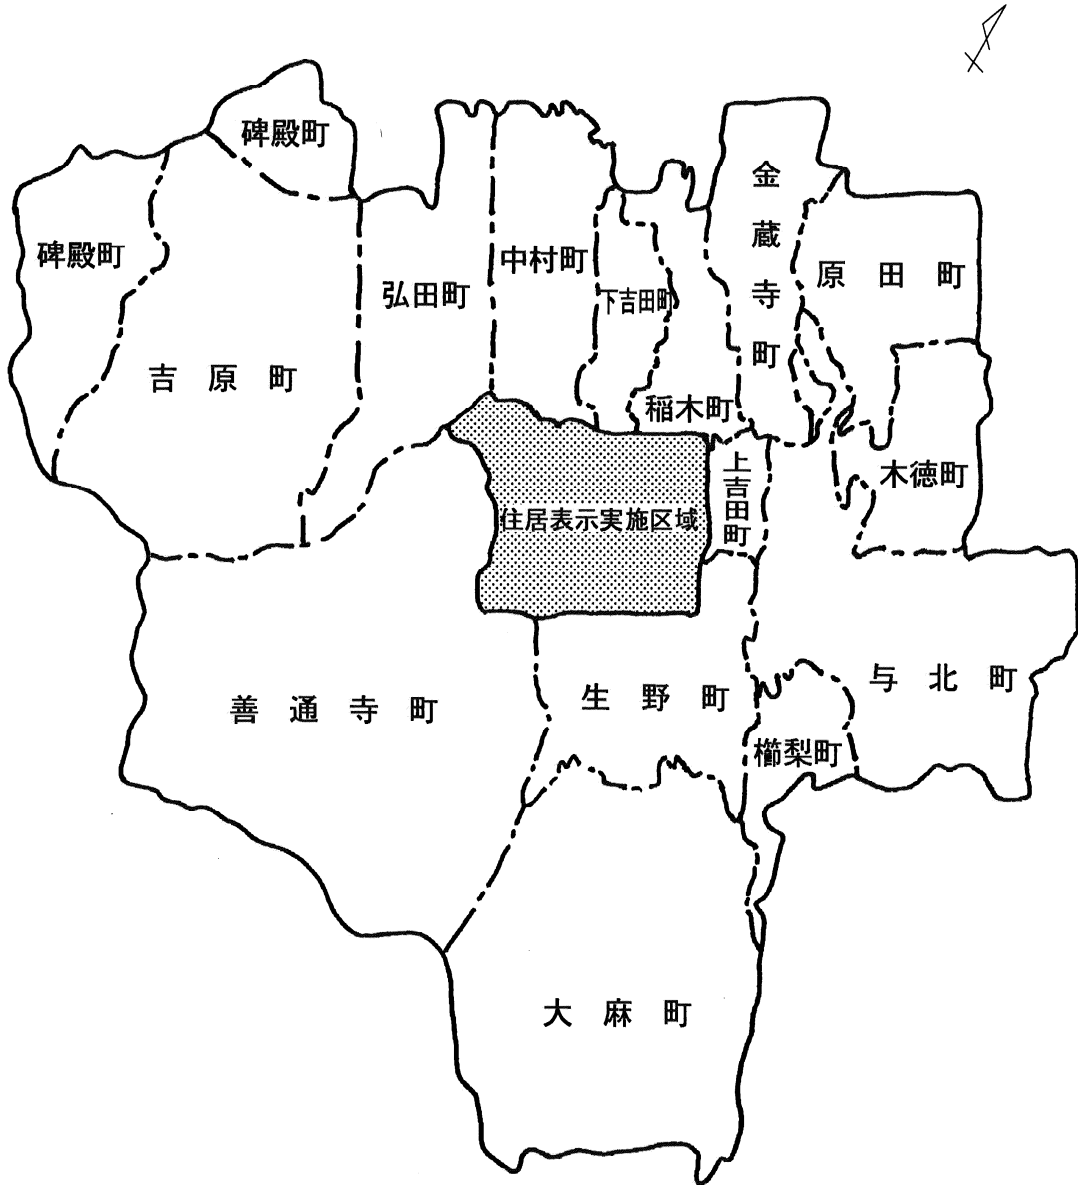 碑殿町
金蔵寺町
碑殿町
中村町
原田町
弘田町
下吉田町
吉原町
稲木町
上吉田町
木徳町
住居表示実施区域
与北町
生野町
善通寺町
櫛梨町
大麻町